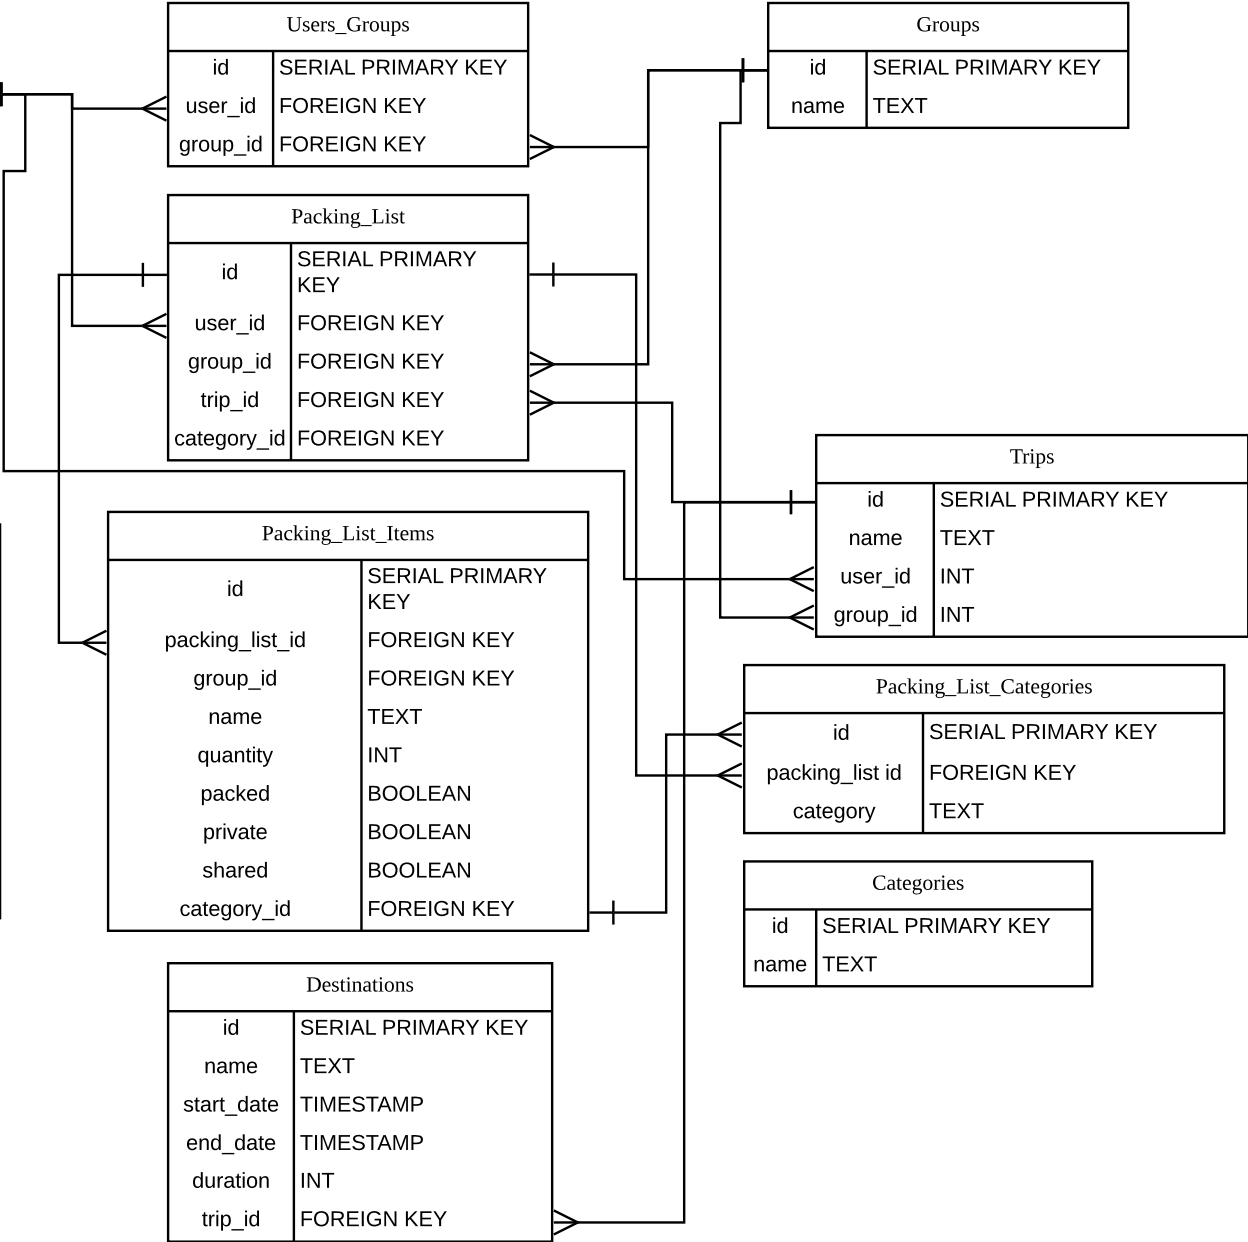 Users_Groups
id SERIAL PRIMARY KEY
user_id FOREIGN KEY
group_id FOREIGN KEY
Groups
id SERIAL PRIMARY KEY
name TEXT
Packing_List
id SERIAL PRIMARY
KEY
user_id FOREIGN KEY
group_id FOREIGN KEY
trip_id FOREIGN KEY
category_id FOREIGN KEY
Trips
id SERIAL PRIMARY KEY
name TEXT
user_id INT
group_id INT
Packing_List_Items
id SERIAL PRIMARY
KEY
packing_list_id FOREIGN KEY
group_id FOREIGN KEY
name TEXT
quantity INT
packed BOOLEAN
private BOOLEAN
shared BOOLEAN
category_id FOREIGN KEY
Packing_List_Categories
id SERIAL PRIMARY KEY
packing_list id FOREIGN KEY
category TEXT
Categories
id SERIAL PRIMARY KEY
name TEXT
Destinations
id SERIAL PRIMARY KEY
name TEXT
start_date TIMESTAMP
end_date TIMESTAMP
duration INT
trip_id FOREIGN KEY